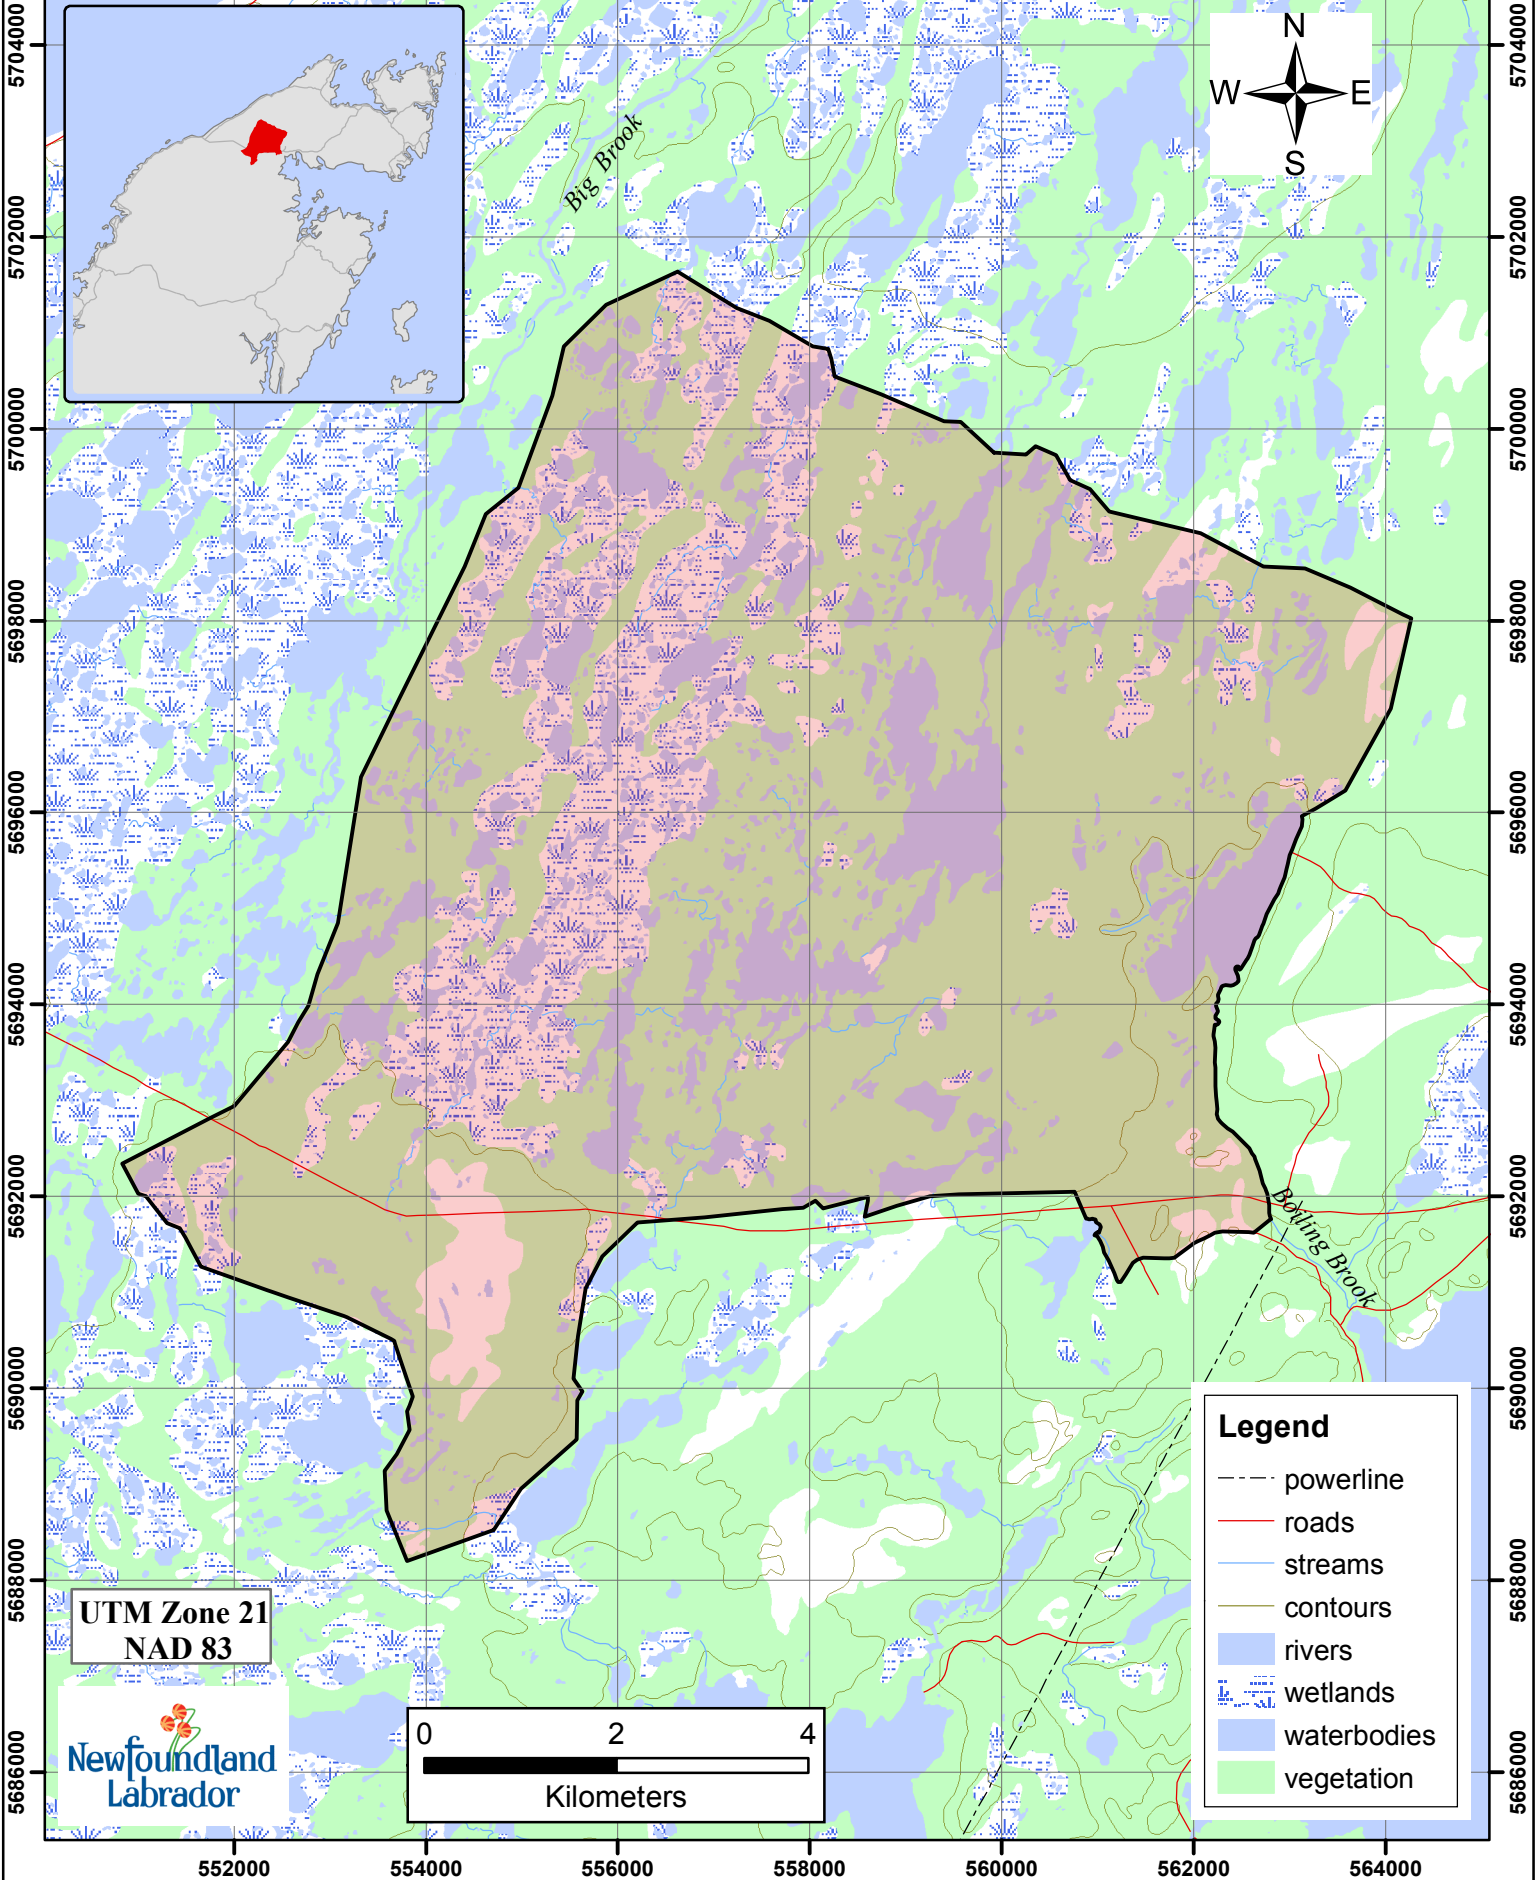 5704000
5702000
5700000
5698000
5696000
5694000
5692000
5690000
5688000
5686000
N
W E
S
5704000
5702000
5700000
5698000
5696000
5694000
5692000
5690000
5688000
5686000
Big Brook
Boiling Brook
Legend
powerline
roads
streams
contours
rivers
wetlands
waterbodies
vegetation
UTM Zone 21
NAD 83
Newfoundland
Labrador
0 2 4
Kilometers
552000 554000 556000 558000 560000 562000 564000